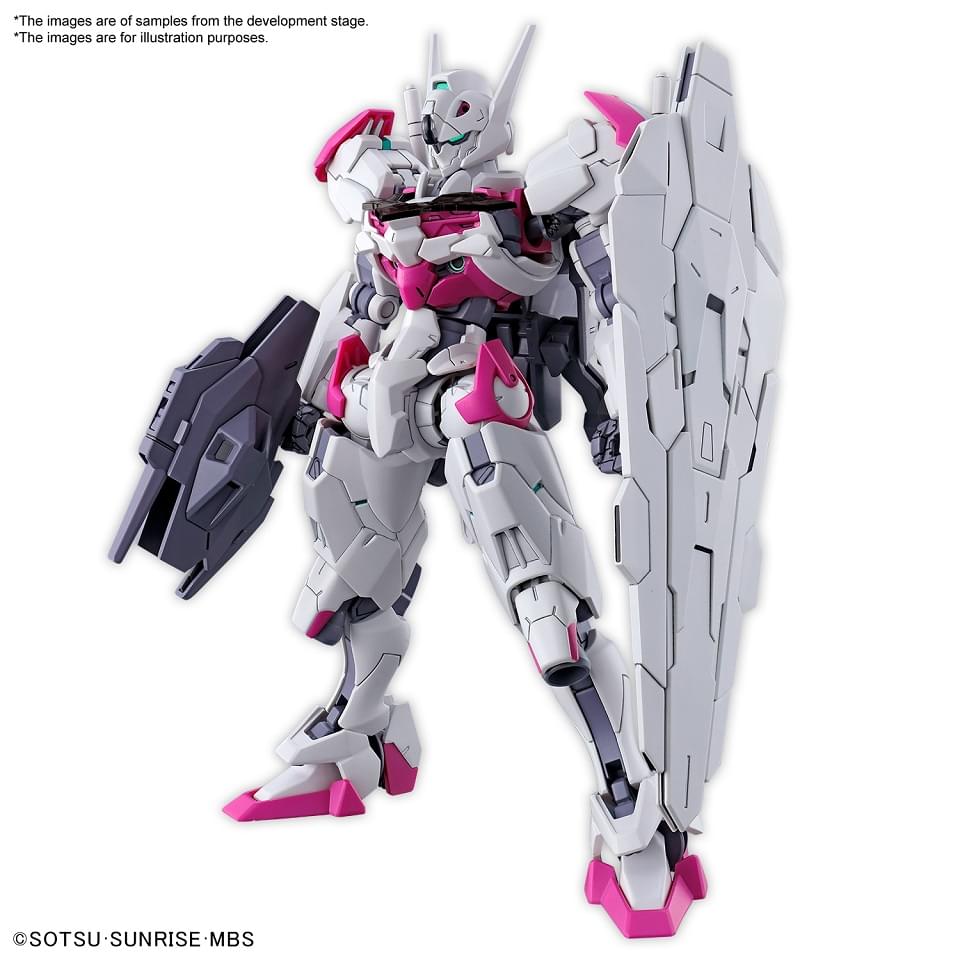 *The images are of samples from the development stage.
*The images are for illustration purposes.
©SOTSU·SUNRISE·MBS